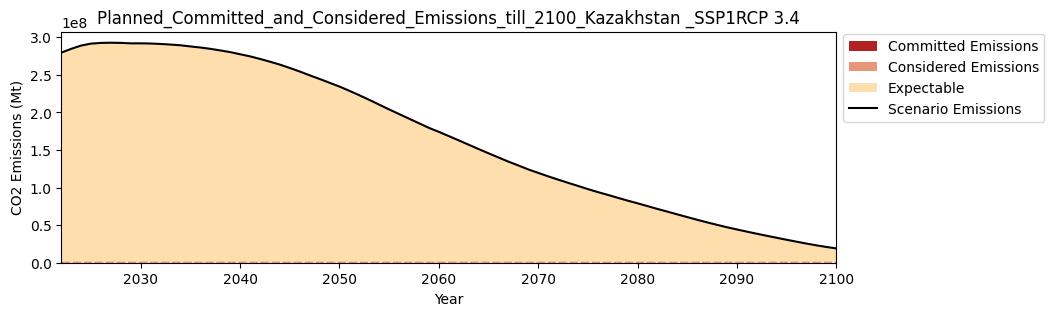 Planned_Committed_and_Considered_Emissions_till_2100_Kazakhstan _SSP1RCP 3.4
1e8
3.0
2.5
2.0
1.5
1.0
0.5
0.0
CO2 Emissions (Mt)
2030 2040 2050 2060 2070 2080 2090 2100
Year
Committed Emissions
Considered Emissions
Expectable
Scenario Emissions